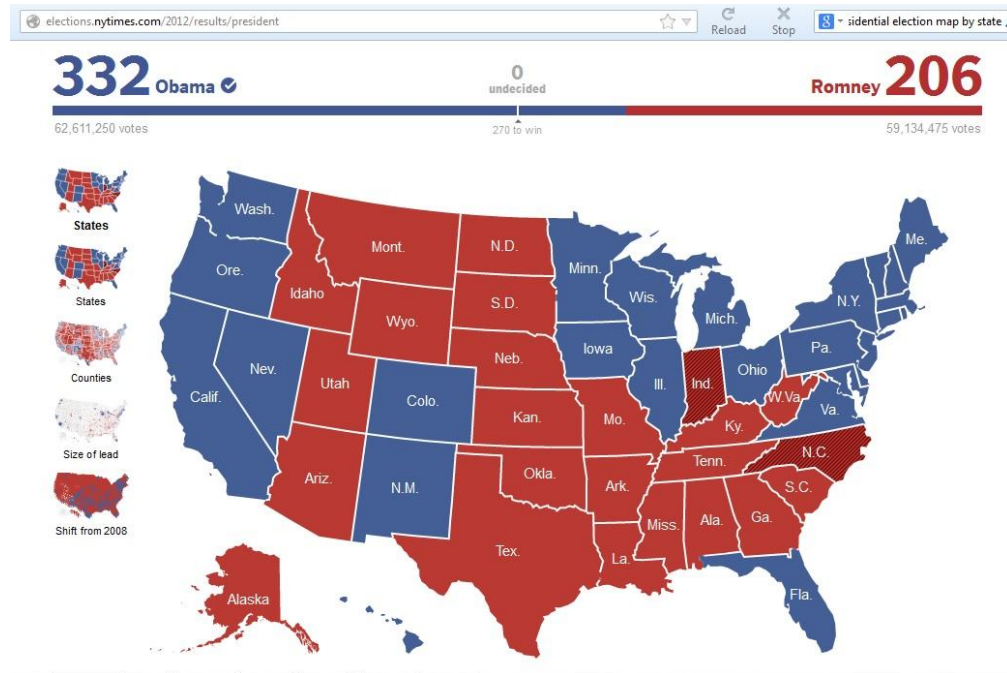 elections.nytimes.com/2012/results/president
Reload
Stop
8
sidential election map by state
332 Obama
0
undecided
Romney 206
62,611,250 votes
270 to win
59,134,475 votes
States
States
Counties
Size of lead
Shift from 2008
Wash.
Ore.
Calif.
Nev.
Idaho
Mont.
Wyo.
Utah
Colo.
Ariz.
N.M.
N.D.
S.D.
Neb.
Kan.
Okla.
Tex.
Minn.
Iowa
Mo.
Ark.
La.
Wis.
Ill.
Mich.
Ind.
Ohio
Ky.
Tenn.
Miss.
Ala.
Ga.
Fla.
S.C.
N.C.
Va.
W.Va.
Pa.
N.Y.
Me.
Alaska